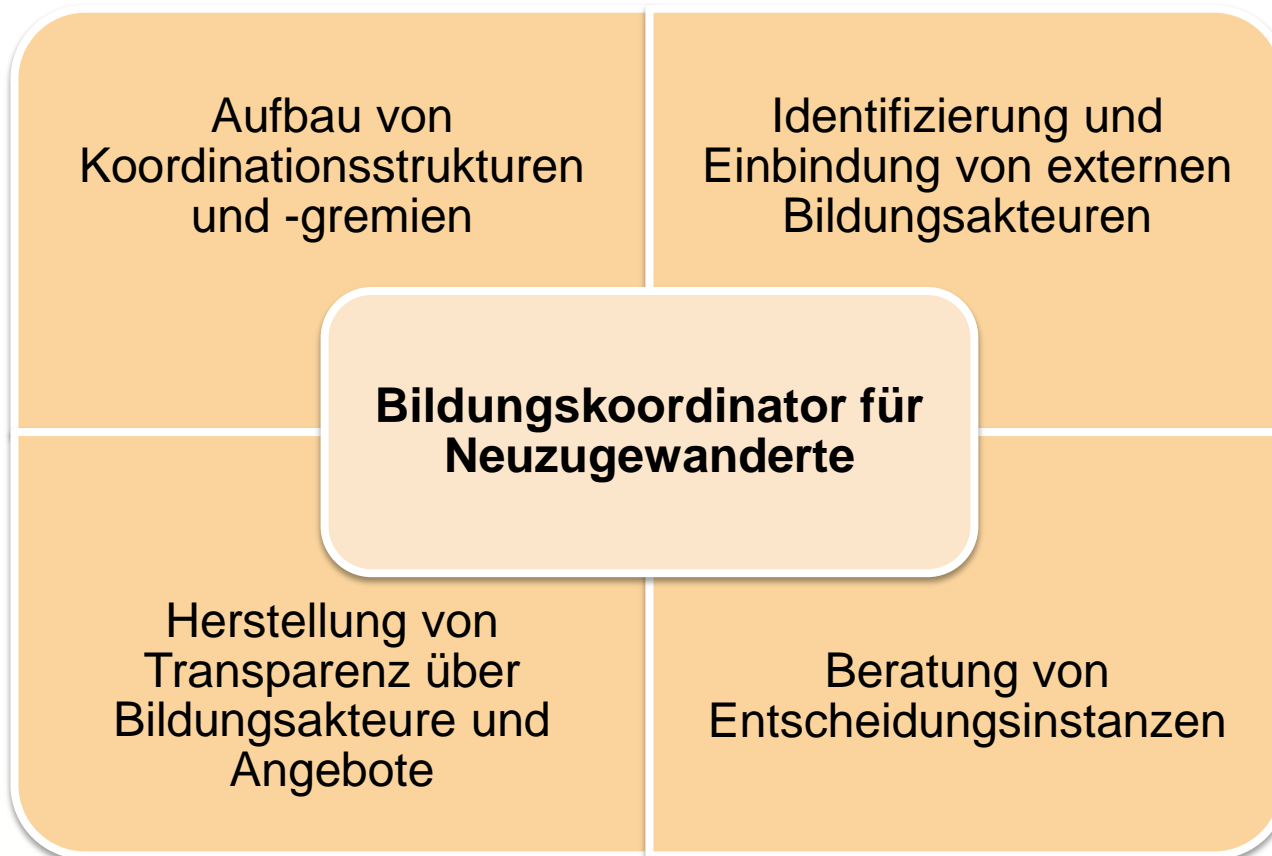 Aufbau von
Koordinationsstrukturen
und -gremien
Identifizierung und
Einbindung von externen
Bildungsakteuren
Bildungskoordinator für
Neuzugewanderte
Herstellung von
Transparenz über
Bildungsakteure und
Angebote
Beratung von
Entscheidungsinstanzen